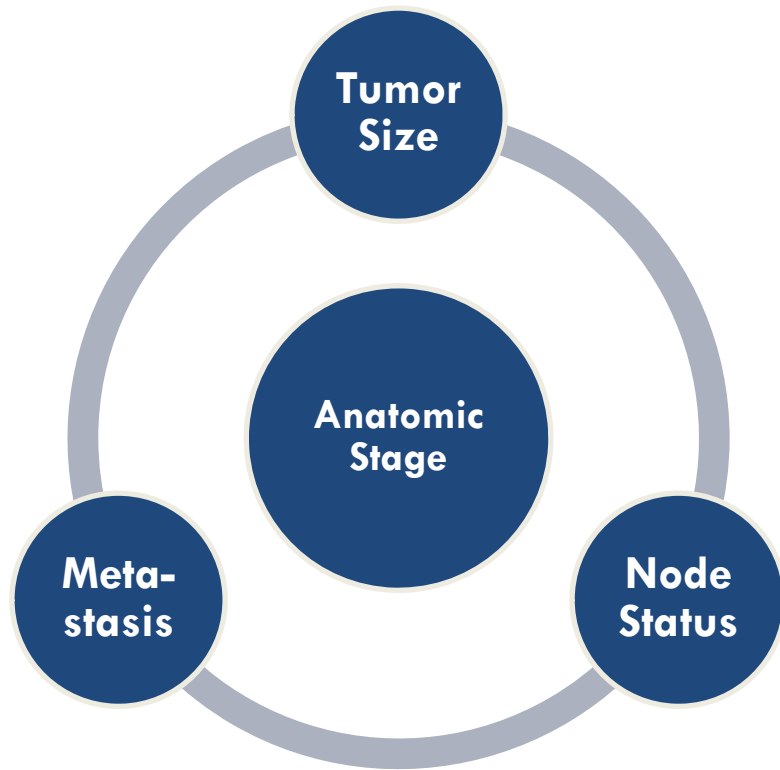 Tumor
Size
Anatomic
Stage
Meta-
stasis
Node
Status